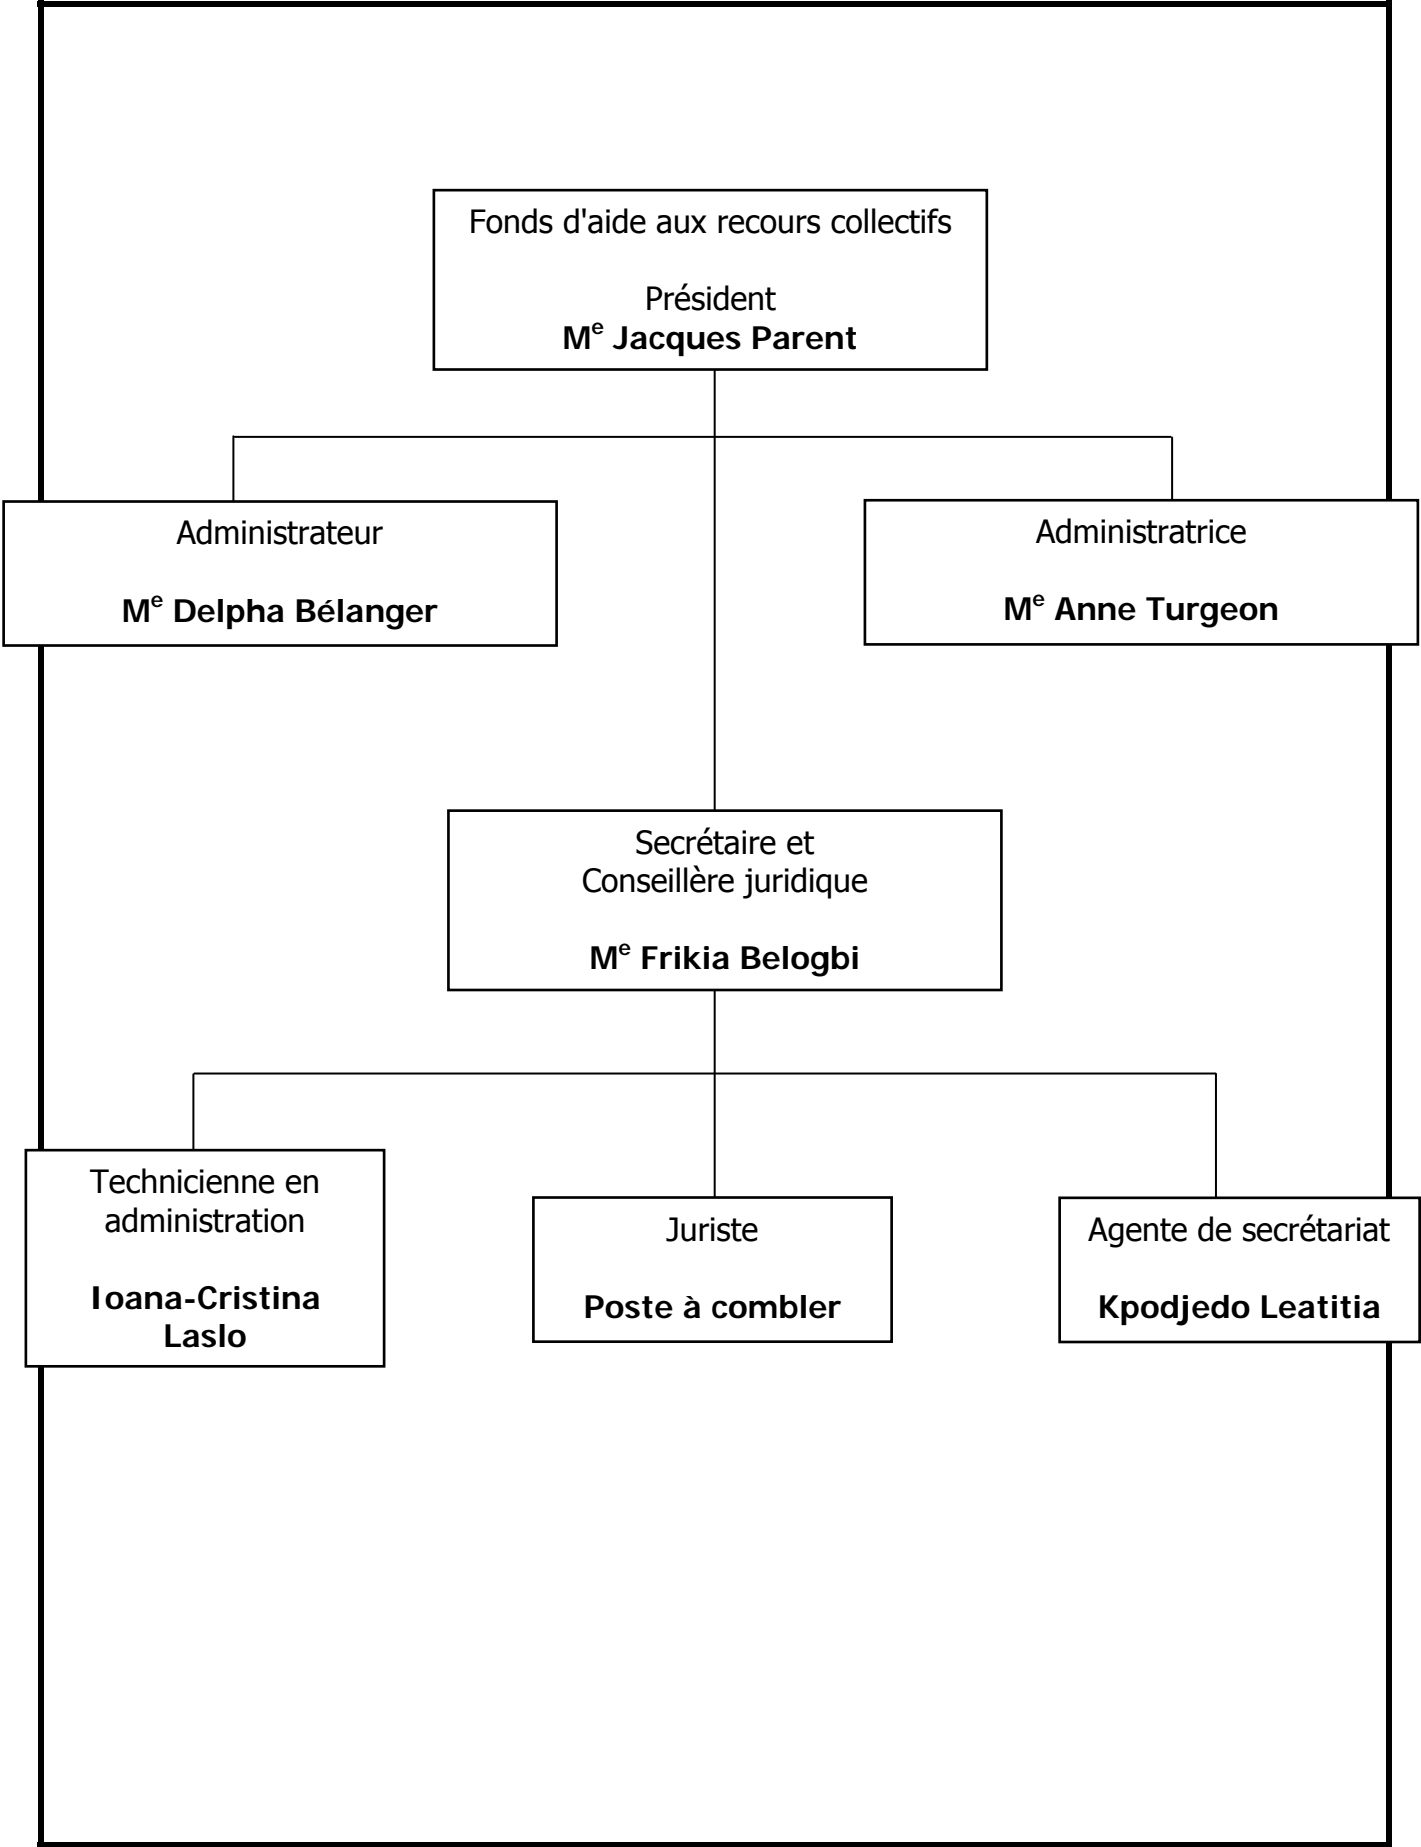 Fonds d'aide aux recours collectifs
Président
Me Jacques Parent
Administrateur
Me Delpha Bélanger
Administratrice
Me Anne Turgeon
Secrétaire et
Conseillère juridique
Me Frikia Belogbi
Technicienne en
administration
Ioana-Cristina
Laslo
Juriste
Poste à combler
Agente de secrétariat
Kpodjedo Leatitia